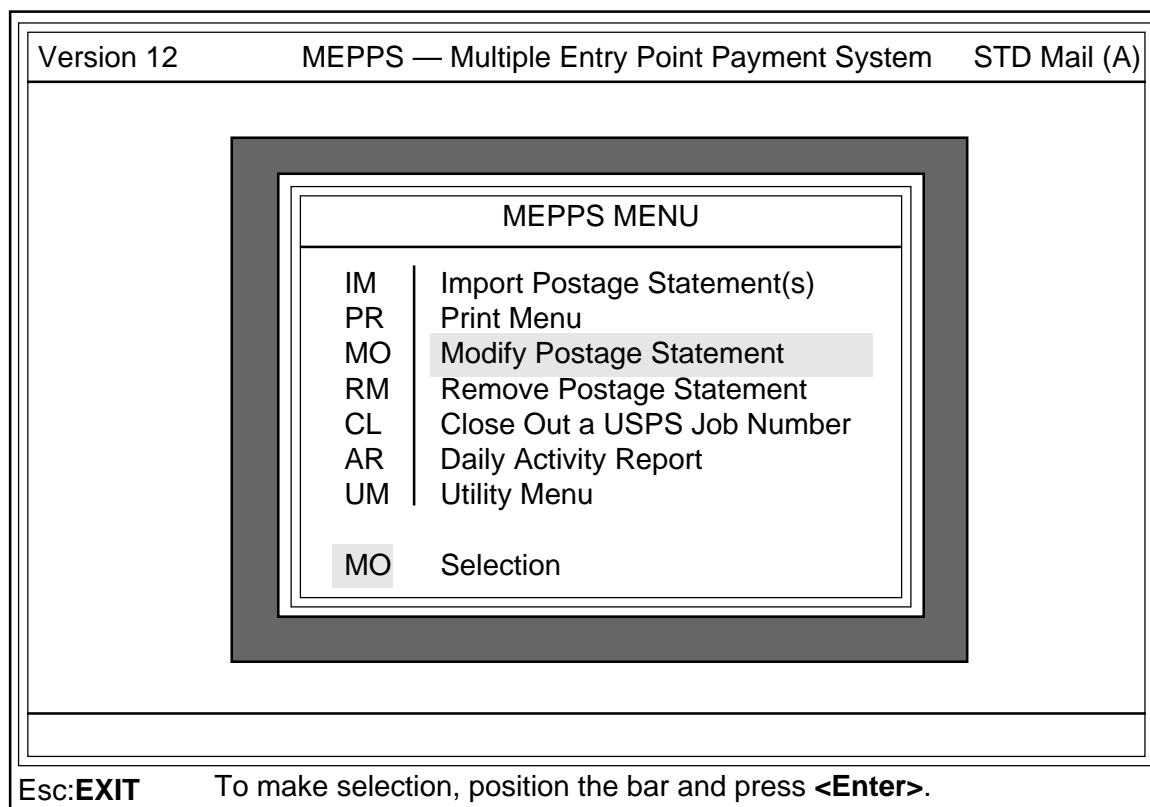 Version 12 MEPPS — Multiple Entry Point Payment System STD Mail (A)
MEPPS MENU
IM Import Postage Statement(s)
PR Print Menu
MO Modify Postage Statement
RM Remove Postage Statement
CL Close Out a USPS Job Number
AR Daily Activity Report
UM Utility Menu
MO Selection
Esc:EXIT To make selection, position the bar and press <Enter>.